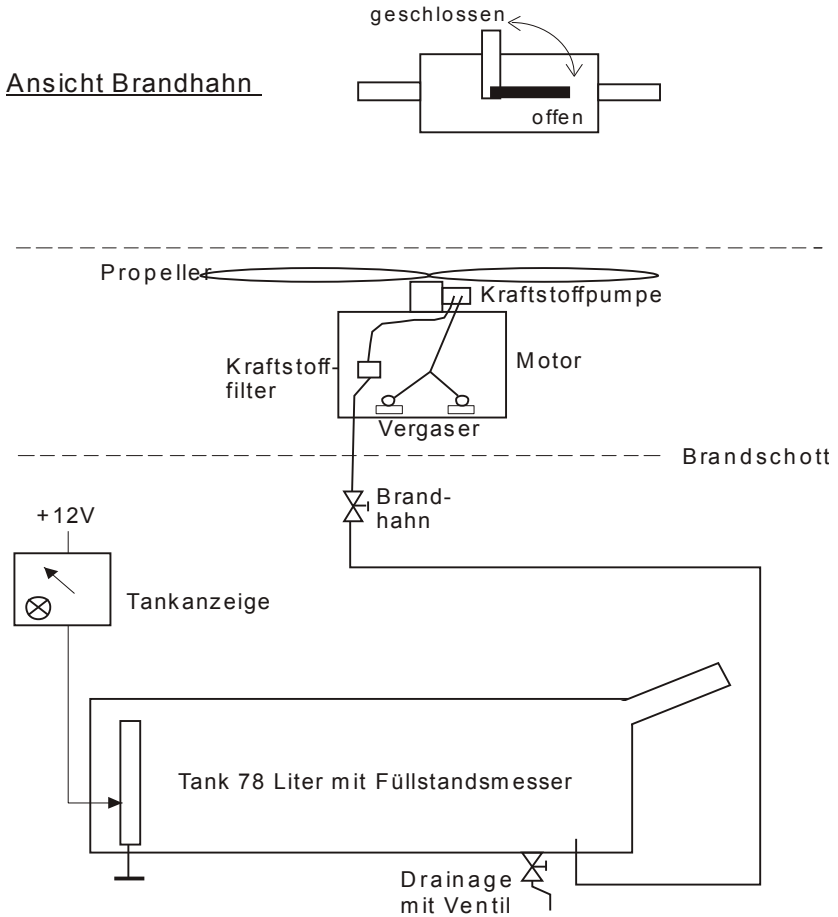 geschlossen
Ansicht Brandhahn
offen
Propeller
Kraftstoffpumpe
Kraftstoff-
filter
Motor
Vergaser
Brandschott
Brand-
hahn
+12V
Tankanzeige
Tank 78 Liter mit Füllstandsmesser
Drainage
mit Ventil